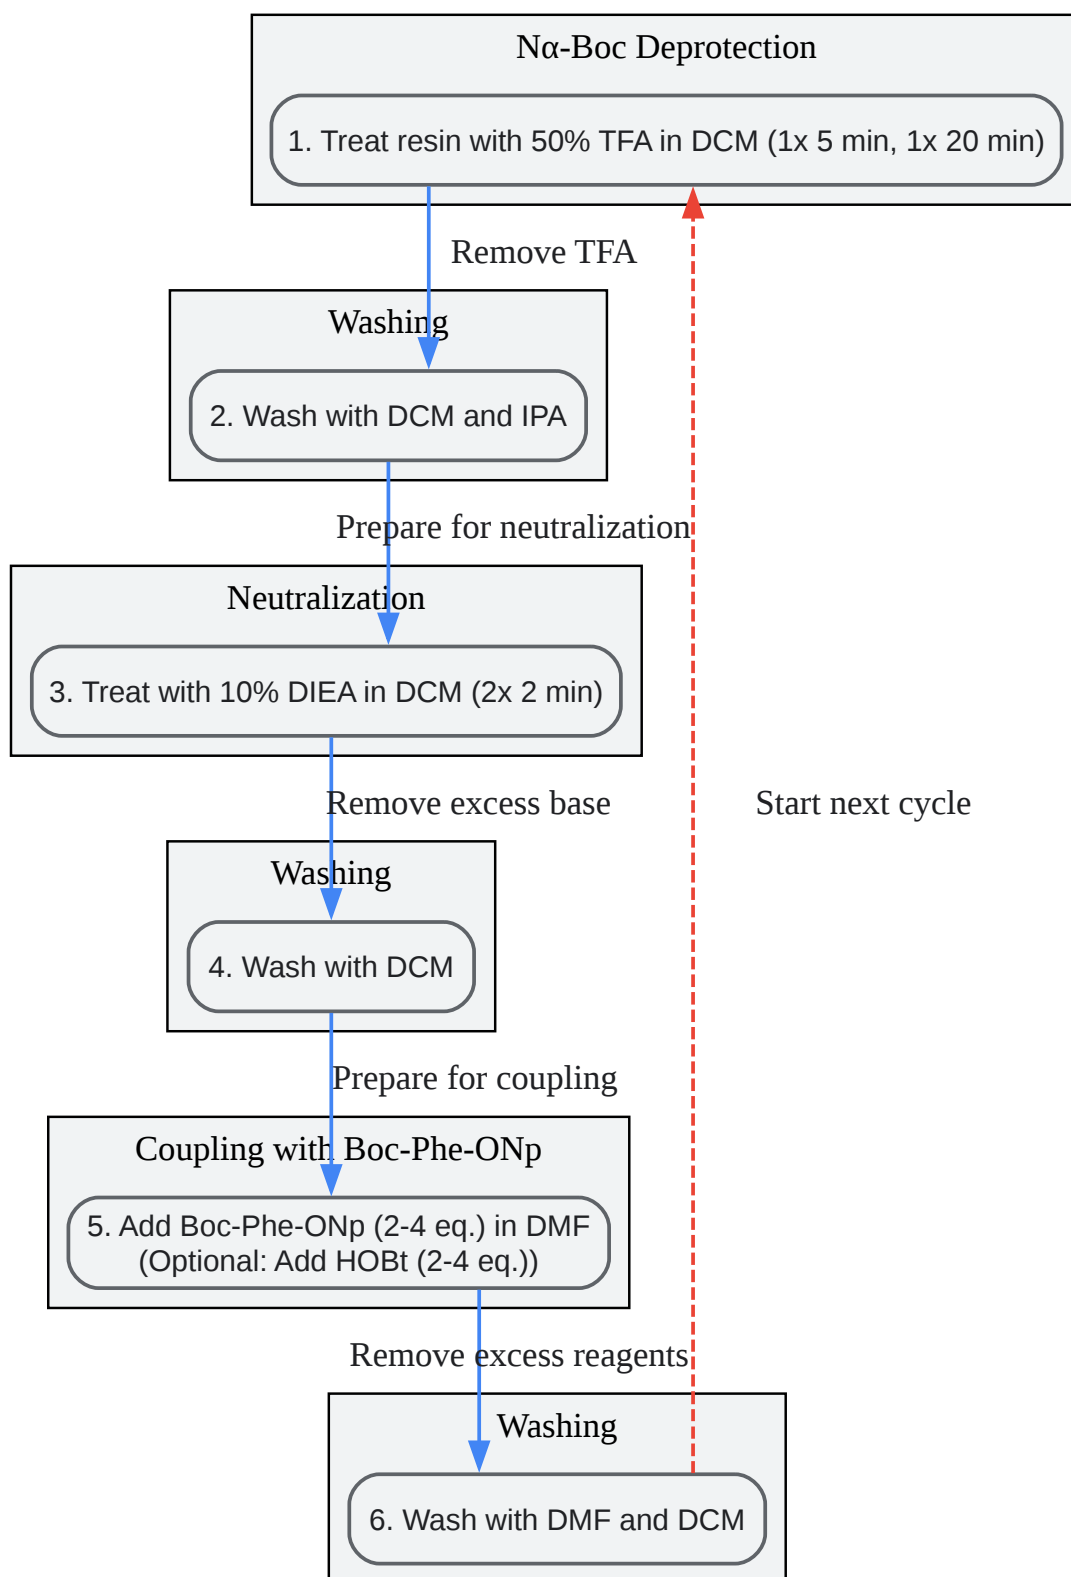 Nα-Boc Deprotection
1. Treat resin with 50% TFA in DCM (1x 5 min, 1x 20 min)
Remove TFA
Washing
2. Wash with DCM and IPA
Prepare for neutralization
Neutralization
3. Treat with 10% DIEA in DCM (2x 2 min)
Remove excess base
Start next cycle
Washing
4. Wash with DCM
Prepare for coupling
Coupling with Boc-Phe-ONp
5. Add Boc-Phe-ONp (2-4 eq.) in DMF
(Optional: Add HOBt (2-4 eq.))
Remove excess reagents
Washing
6. Wash with DMF and DCM